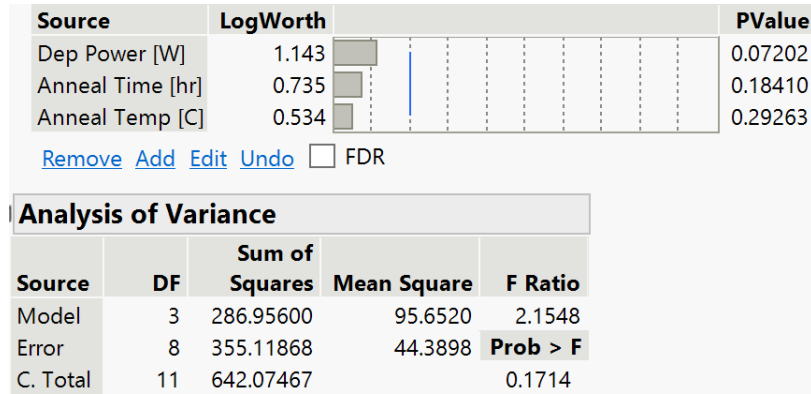 Source LogWorth PValue
Dep Power [W] 1.143 0.07202
Anneal Time [hr] 0.735 0.18410
Anneal Temp [C] 0.534 0.29263
Remove Add Edit Undo FDR
Analysis of Variance
Sum of
Source DF Squares Mean Square F Ratio
Model 3 286.95600 95.6520 2.1548
Error 8 355.11868 44.3898 Prob > F
C. Total 11 642.07467 0.1714